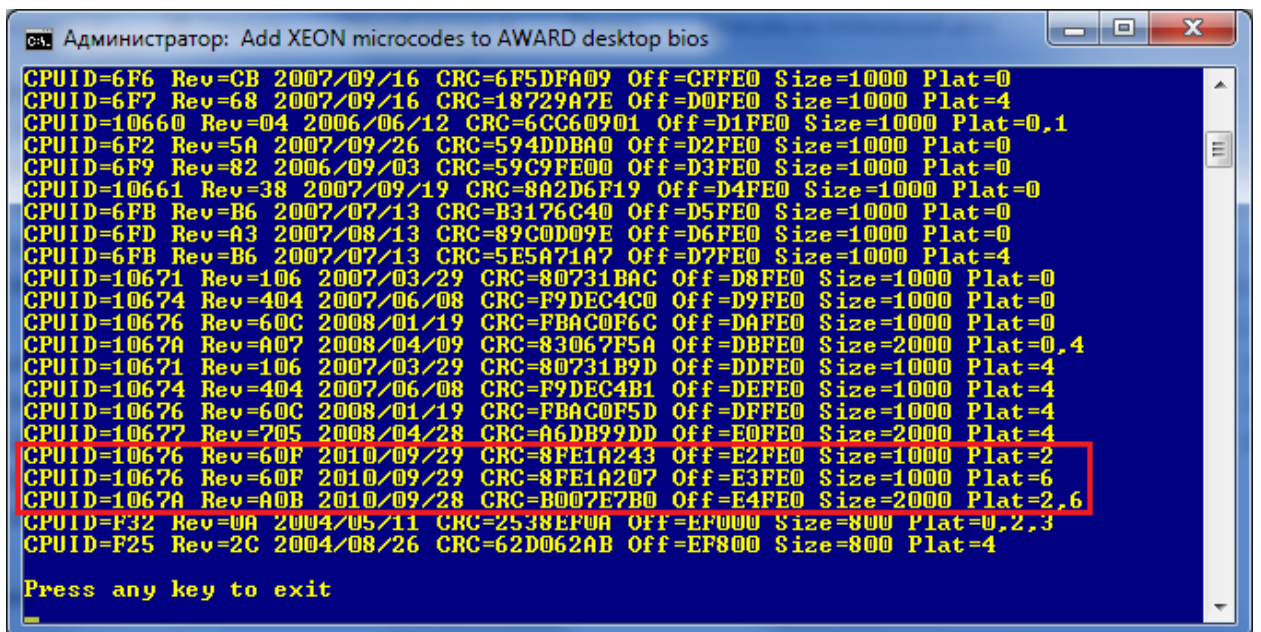 Администратор: Add XEON microcodes to AWARD desktop bios
CPUID=6F6 Rev=CB 2007/09/16 CRC=6F5DFA09 Off=CFFE0 Size=1000 Plat=0
CPUID=6F7 Rev=68 2007/09/16 CRC=18729A7E Off=D0FE0 Size=1000 Plat=4
CPUID=10660 Rev=04 2006/06/12 CRC=6CC60901 Off=D1FE0 Size=1000 Plat=0,1
CPUID=6F2 Rev=5A 2007/09/26 CRC=594DDBA0 Off=D2FE0 Size=1000 Plat=0
CPUID=6F9 Rev=82 2006/09/03 CRC=55C9FE00 Off=D3FE0 Size=1000 Plat=0
CPUID=10661 Rev=38 2007/09/19 CRC=8A2D6F19 Off=D4FE0 Size=1000 Plat=0
CPUID=6FB Rev=B6 2007/07/13 CRC=B3176C40 Off=D5FE0 Size=1000 Plat=0
CPUID=6FD Rev=A3 2007/08/13 CRC=89C0D09E Off=D6FE0 Size=1000 Plat=0
CPUID=6FB Rev=B6 2007/07/13 CRC=5E5A71A7 Off=D7FE0 Size=1000 Plat=4
CPUID=10671 Rev=106 2007/03/29 CRC=80731BAC Off=D8FE0 Size=1000 Plat=0
CPUID=10674 Rev=404 2007/06/08 CRC=F9DEC4C0 Off=D9FE0 Size=1000 Plat=0
CPUID=10676 Rev=60C 2008/01/19 CRC=FBAC0F6C Off=DAFE0 Size=1000 Plat=0
CPUID=1067A Rev=A07 2008/04/09 CRC=83067F5A Off=DBFE0 Size=2000 Plat=0,4
CPUID=10671 Rev=106 2007/03/29 CRC=80731B9D Off=DDFE0 Size=1000 Plat=4
CPUID=10674 Rev=404 2007/06/08 CRC=F9DEC4B1 Off=DEFE0 Size=1000 Plat=4
CPUID=10676 Rev=60C 2008/01/19 CRC=FBAC0F5D Off=DFFE0 Size=1000 Plat=4
CPUID=10677 Rev=705 2008/04/28 CRC=A6DB99DD Off=E0FE0 Size=2000 Plat=4
CPUID=10676 Rev=60F 2010/09/29 CRC=8FE1A243 Off=E2FE0 Size=1000 Plat=2
CPUID=10676 Rev=60F 2010/09/29 CRC=8FE1A207 Off=E3FE0 Size=1000 Plat=6
CPUID=1067A Rev=A0B 2010/09/28 CRC=B007E7B0 Off=E4FE0 Size=2000 Plat=2,6
CPUID=F32 Rev=0A 2004/05/11 CRC=2538EF0A Off=EF000 Size=800 Plat=0,2,3
CPUID=F25 Rev=2C 2004/08/26 CRC=62D062AB Off=EF800 Size=800 Plat=4
Press any key to exit